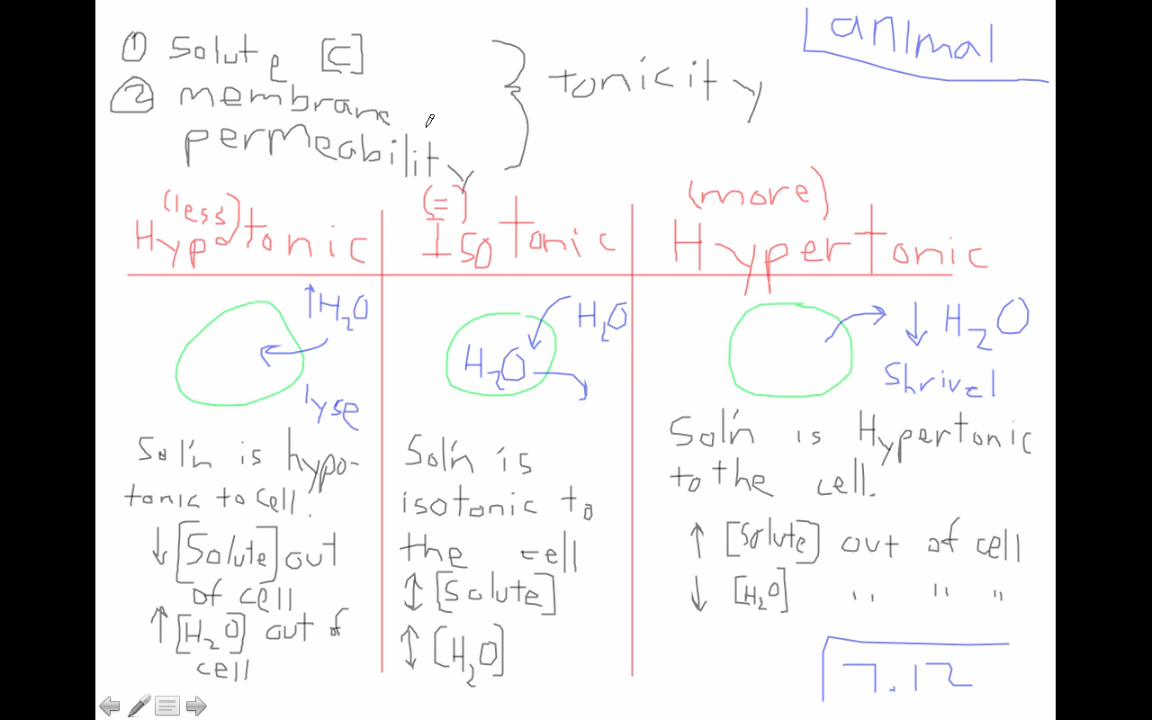 ① Solute [C]
② membrane
permeability
tonicity
animal
(less)
Hypotonic
↑H2O
lyse
Sol'n is hypo-
tonic to cell.
↓[Solute] out
of cell
↑[H2O] out of
cell
(=)
Isotonic
H2O
H2O
Sol'n is
isotonic to
the cell
↕[Solute]
↕[H2O]
(more)
Hypertonic
↓ H2O
Shrivel
Sol'n is Hypertonic
to the cell.
↑ [Solute] out of cell
↓ [H2O] " " "
7.12